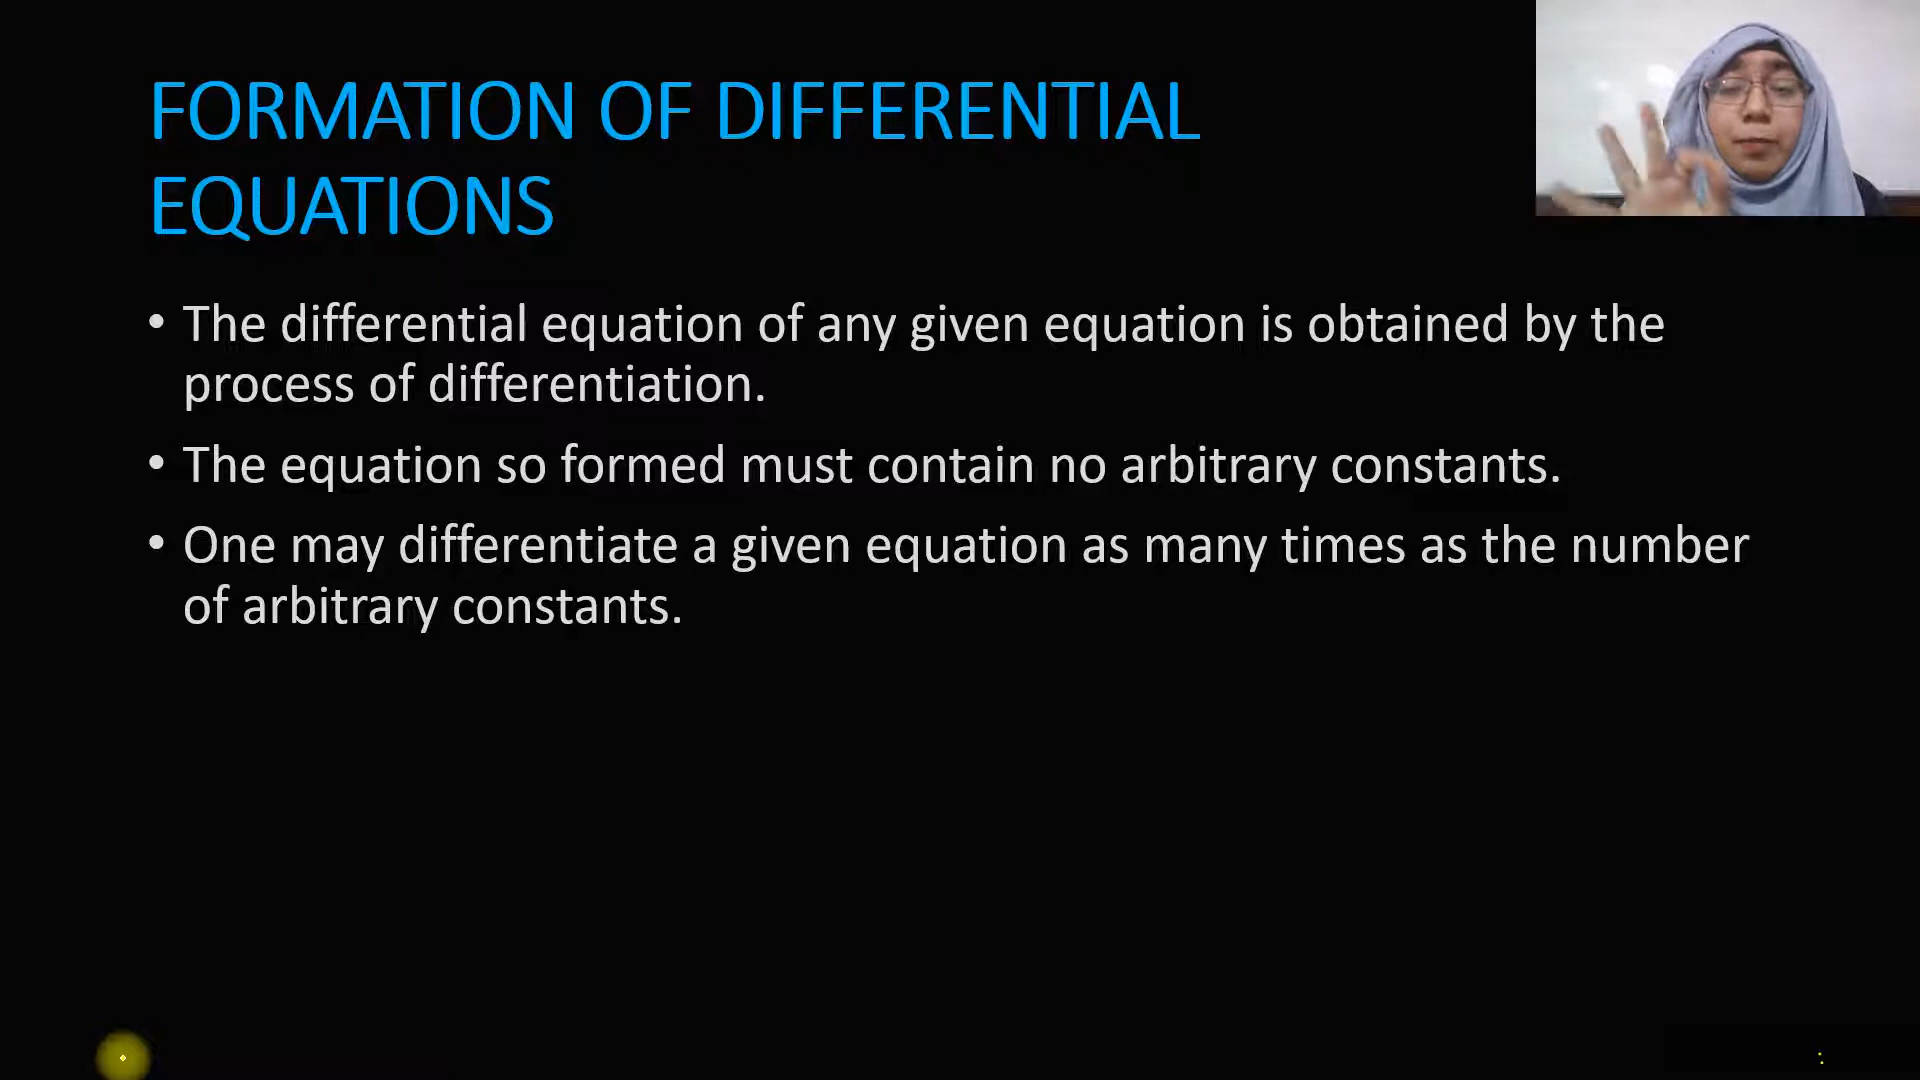 FORMATION OF DIFFERENTIAL
EQUATIONS
• The differential equation of any given equation is obtained by the
process of differentiation.
• The equation so formed must contain no arbitrary constants.
• One may differentiate a given equation as many times as the number
of arbitrary constants.